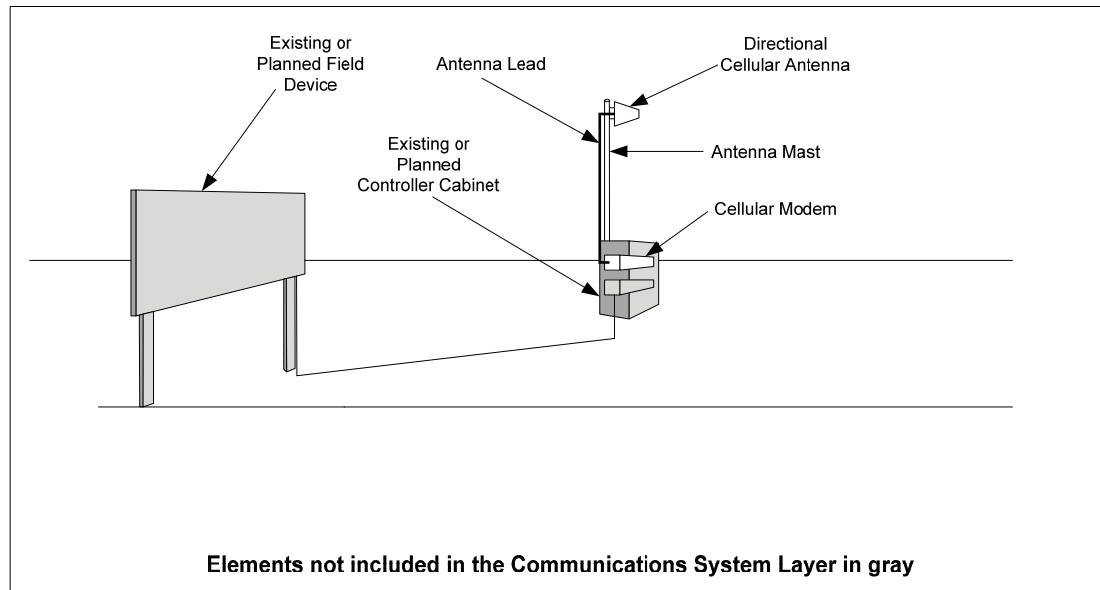 Existing or
Planned Field
Device
Antenna Lead
Directional
Cellular Antenna
Existing or
Planned
Controller Cabinet
Antenna Mast
Cellular Modem
Elements not included in the Communications System Layer in gray